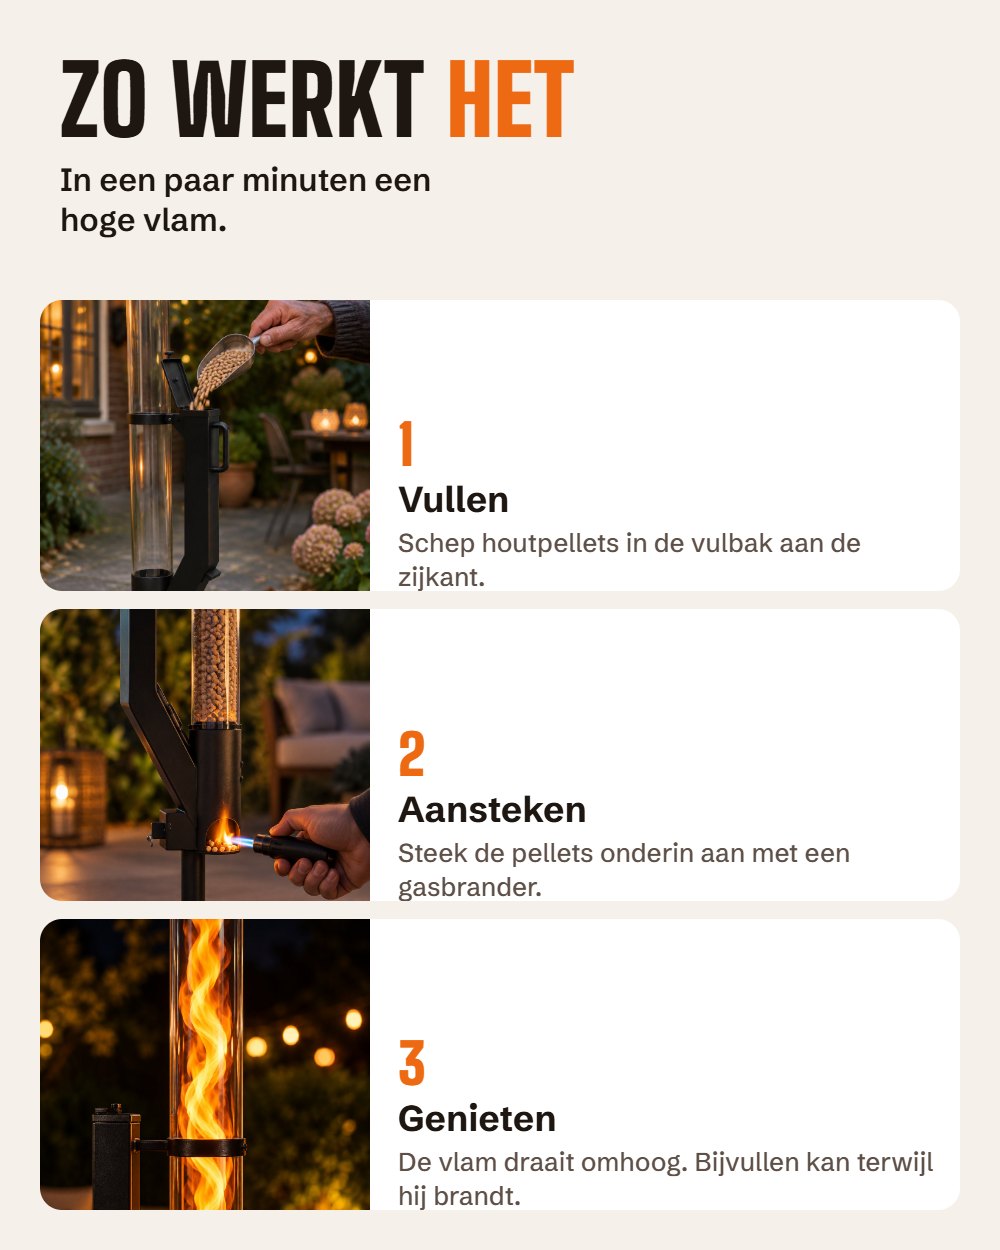 ZO WERKT HET
In een paar minuten een
hoge vlam.
1
Vullen
Schep houtpellets in de vulbak aan de
zijkant.
2
Aansteken
Steek de pellets onderin aan met een
gasbrander.
3
Genieten
De vlam draait omhoog. Bijvullen kan terwijl
hij brandt.